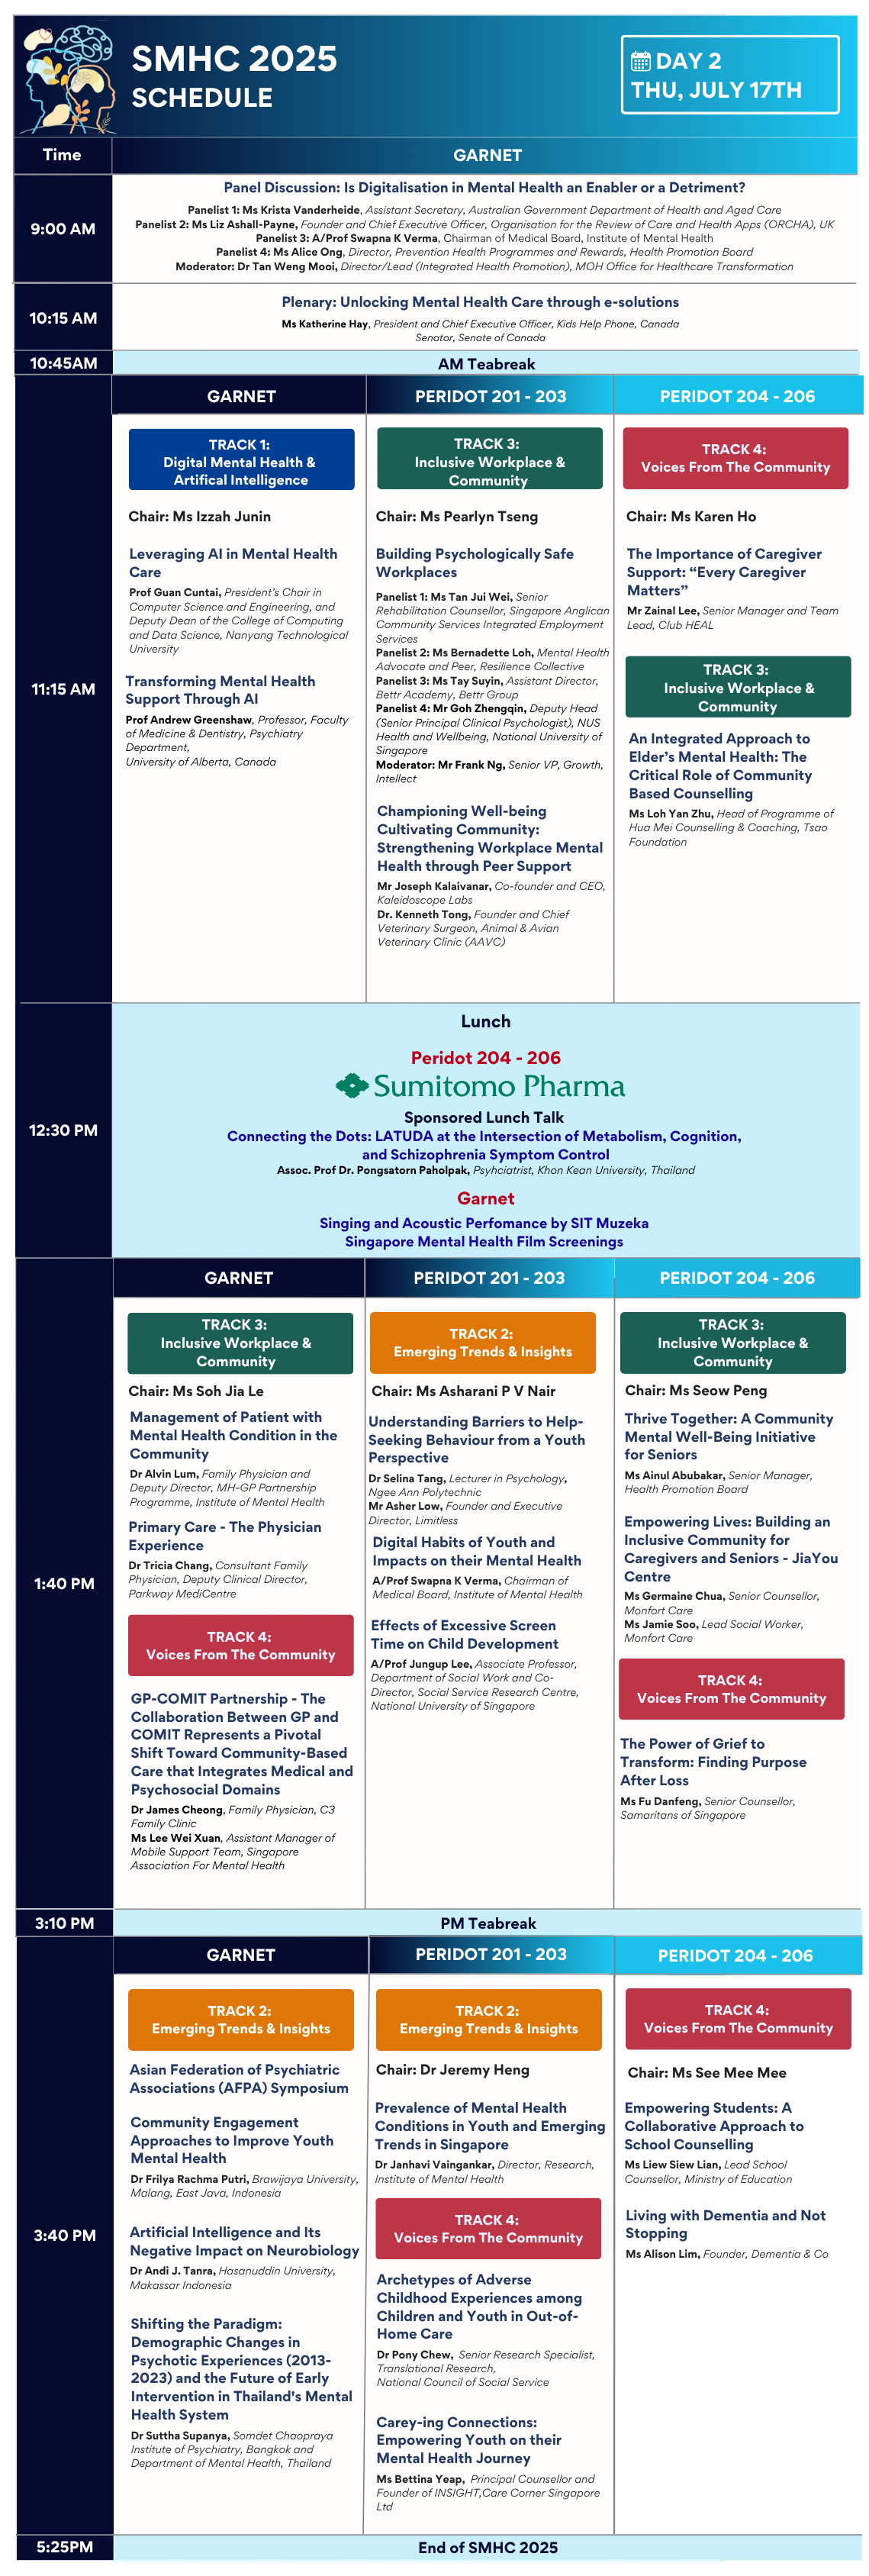 SMHC 2025
SCHEDULE
DAY 2
THU, JULY 17TH
Time
GARNET
9:00 AM
Panel Discussion: Is Digitalisation in Mental Health an Enabler or a Detriment?
Panelist 1: Ms Krista Vanderheide, Assistant Secretary, Australian Government Department of Health and Aged Care
Panelist 2: Ms Liz Ashall-Payne, Founder and Chief Executive Officer, Organisation for the Review of Care and Health Apps (ORCHA), UK
Panelist 3: A/Prof Swapna K Verma, Chairman of Medical Board, Institute of Mental Health
Panelist 4: Ms Alice Ong, Director, Prevention Health Programmes and Rewards, Health Promotion Board
Moderator: Dr Tan Weng Mooi, Director/Lead (Integrated Health Promotion), MOH Office for Healthcare Transformation
10:15 AM
Plenary: Unlocking Mental Health Care through e-solutions
Ms Katherine Hay, President and Chief Executive Officer, Kids Help Phone, Canada
Senator, Senate of Canada
10:45AM
AM Teabreak
11:15 AM
GARNET
TRACK 1:
Digital Mental Health &
Artifical Intelligence
Chair: Ms Izzah Junin
Leveraging AI in Mental Health
Care
Prof Guan Cuntai, President's Chair in
Computer Science and Engineering, and
Deputy Dean of the College of Computing
and Data Science, Nanyang Technological
University
Transforming Mental Health
Support Through AI
Prof Andrew Greenshaw, Professor, Faculty
of Medicine & Dentistry, Psychiatry
Department,
University of Alberta, Canada
PERIDOT 201 - 203
TRACK 3:
Inclusive Workplace &
Community
Chair: Ms Pearlyn Tseng
Building Psychologically Safe
Workplaces
Panelist 1: Ms Tan Jui Wei, Senior
Rehabilitation Counsellor, Singapore Anglican
Community Services Integrated Employment
Services
Panelist 2: Ms Bernadette Loh, Mental Health
Advocate and Peer, Resilience Collective
Panelist 3: Ms Tay Suyin, Assistant Director,
Bettr Academy, Bettr Group
Panelist 4: Mr Goh Zhengqin, Deputy Head
(Senior Principal Clinical Psychologist), NUS
Health and Wellbeing, National University of
Singapore
Moderator: Mr Frank Ng, Senior VP, Growth,
Intellect
Championing Well-being
Cultivating Community:
Strengthening Workplace Mental
Health through Peer Support
Mr Joseph Kalaivanar, Co-founder and CEO,
Kaleidoscope Labs
Dr. Kenneth Tong, Founder and Chief
Veterinary Surgeon, Animal & Avian
Veterinary Clinic (AAVC)
PERIDOT 204 - 206
TRACK 4:
Voices From The Community
Chair: Ms Karen Ho
The Importance of Caregiver
Support: “Every Caregiver
Matters”
Mr Zainal Lee, Senior Manager and Team
Lead, Club HEAL
TRACK 3:
Inclusive Workplace &
Community
An Integrated Approach to
Elder’s Mental Health: The
Critical Role of Community
Based Counselling
Ms Loh Yan Zhu, Head of Programme of
Hua Mei Counselling & Coaching, Tsao
Foundation
12:30 PM
Lunch
Peridot 204 - 206
Sumitomo Pharma
Sponsored Lunch Talk
Connecting the Dots: LATUDA at the Intersection of Metabolism, Cognition,
and Schizophrenia Symptom Control
Assoc. Prof Dr. Pongsatorn Paholpak, Psyhciatrist, Khon Kean University, Thailand
Garnet
Singing and Acoustic Perfomance by SIT Muzeka
Singapore Mental Health Film Screenings
1:40 PM
GARNET
TRACK 3:
Inclusive Workplace &
Community
Chair: Ms Soh Jia Le
Management of Patient with
Mental Health Condition in the
Community
Dr Alvin Lum, Family Physician and
Deputy Director, MH-GP Partnership
Programme, Institute of Mental Health
Primary Care - The Physician
Experience
Dr Tricia Chang, Consultant Family
Physician, Deputy Clinical Director,
Parkway MediCentre
TRACK 4:
Voices From The Community
GP-COMIT Partnership - The
Collaboration Between GP and
COMIT Represents a Pivotal
Shift Toward Community-Based
Care that Integrates Medical and
Psychosocial Domains
Dr James Cheong, Family Physician, C3
Family Clinic
Ms Lee Wei Xuan, Assistant Manager of
Mobile Support Team, Singapore
Association For Mental Health
PERIDOT 201 - 203
TRACK 2:
Emerging Trends & Insights
Chair: Ms Asharani P V Nair
Understanding Barriers to Help-
Seeking Behaviour from a Youth
Perspective
Dr Selina Tang, Lecturer in Psychology,
Ngee Ann Polytechnic
Mr Asher Low, Founder and Executive
Director, Limitless
Digital Habits of Youth and
Impacts on their Mental Health
A/Prof Swapna K Verma, Chairman of
Medical Board, Institute of Mental Health
Effects of Excessive Screen
Time on Child Development
A/Prof Jungup Lee, Associate Professor,
Department of Social Work and Co-
Director, Social Service Research Centre,
National University of Singapore
PERIDOT 204 - 206
TRACK 3:
Inclusive Workplace &
Community
Chair: Ms Seow Peng
Thrive Together: A Community
Mental Well-Being Initiative
for Seniors
Ms Ainul Abubakar, Senior Manager,
Health Promotion Board
Empowering Lives: Building an
Inclusive Community for
Caregivers and Seniors - JiaYou
Centre
Ms Germaine Chua, Senior Counsellor,
Monfort Care
Ms Jamie Soo, Lead Social Worker,
Monfort Care
TRACK 4:
Voices From The Community
The Power of Grief to
Transform: Finding Purpose
After Loss
Ms Fu Danfeng, Senior Counsellor,
Samaritans of Singapore
3:10 PM
PM Teabreak
3:40 PM
GARNET
TRACK 2:
Emerging Trends & Insights
Asian Federation of Psychiatric
Associations (AFPA) Symposium
Community Engagement
Approaches to Improve Youth
Mental Health
Dr Frilya Rachma Putri, Brawijaya University,
Malang, East Java, Indonesia
Artificial Intelligence and Its
Negative Impact on Neurobiology
Dr Andi J. Tanra, Hasanuddin University,
Makassar Indonesia
Shifting the Paradigm:
Demographic Changes in
Psychotic Experiences (2013-
2023) and the Future of Early
Intervention in Thailand's Mental
Health System
Dr Suttha Supanya, Somdet Chaopraya
Institute of Psychiatry, Bangkok and
Department of Mental Health, Thailand
PERIDOT 201 - 203
TRACK 2:
Emerging Trends & Insights
Chair: Dr Jeremy Heng
Prevalence of Mental Health
Conditions in Youth and Emerging
Trends in Singapore
Dr Janhavi Vaingankar, Director, Research,
Institute of Mental Health
TRACK 4:
Voices From The Community
Archetypes of Adverse
Childhood Experiences among
Children and Youth in Out-of-
Home Care
Dr Pony Chew, Senior Research Specialist,
Translational Research,
National Council of Social Service
Carey-ing Connections:
Empowering Youth on their
Mental Health Journey
Ms Bettina Yeap, Principal Counsellor and
Founder of INSIGHT,Care Corner Singapore
Ltd
PERIDOT 204 - 206
TRACK 4:
Voices From The Community
Chair: Ms See Mee Mee
Empowering Students: A
Collaborative Approach to
School Counselling
Ms Liew Siew Lian, Lead School
Counsellor, Ministry of Education
Living with Dementia and Not
Stopping
Ms Alison Lim, Founder, Dementia & Co
5:25PM
End of SMHC 2025